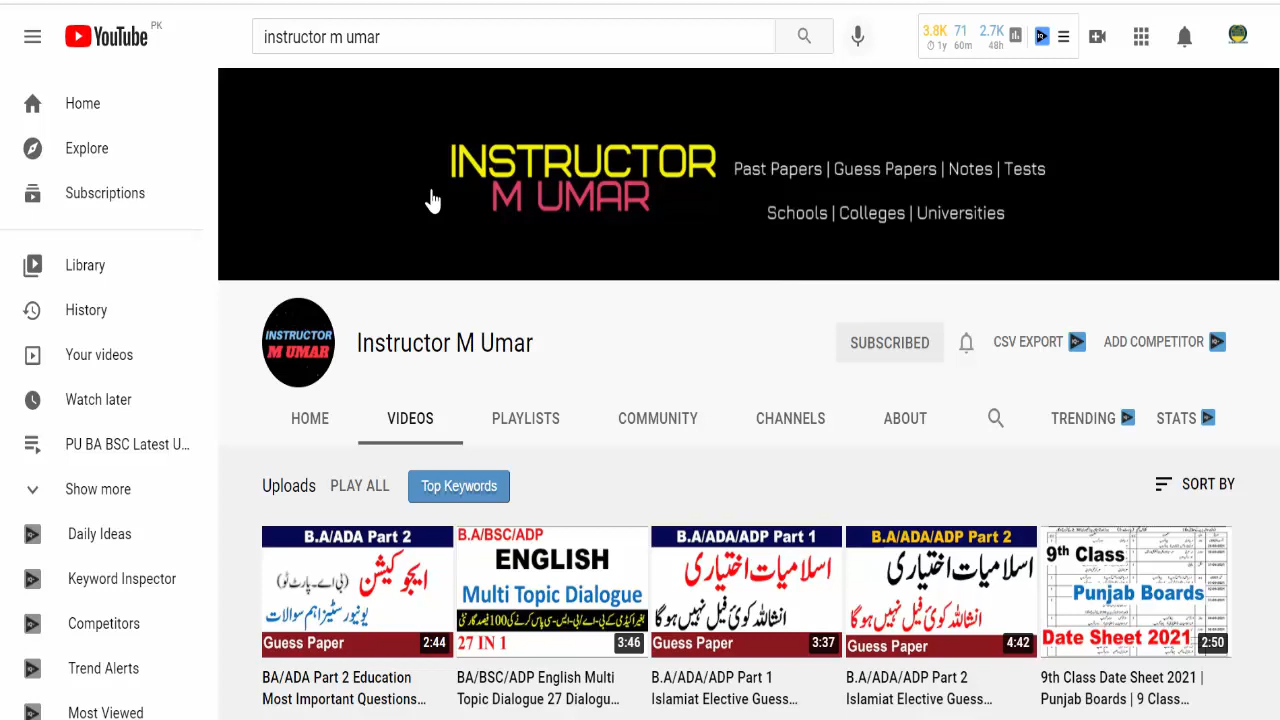 YouTube PK
instructor m umar
3.8K 71 2.7K
1y 60m 48h
Home
Explore
Subscriptions
Library
History
Your videos
Watch later
PU BA BSC Latest U...
Show more
Daily Ideas
Keyword Inspector
Competitors
Trend Alerts
Most Viewed
INSTRUCTOR
M UMAR
Past Papers | Guess Papers | Notes | Tests
Schools | Colleges | Universities
INSTRUCTOR
M UMAR
Instructor M Umar
SUBSCRIBED
CSV EXPORT
ADD COMPETITOR
HOME VIDEOS PLAYLISTS COMMUNITY CHANNELS ABOUT TRENDING STATS
Uploads PLAY ALL Top Keywords SORT BY
B.A/ADA Part 2
ایجوکیشن (بی اے۔پارٹ ٹو)
یونیورسٹیز اہم سوالات
Guess Paper 2:44
BA/ADA Part 2 Education
Most Important Questions...
B.A/BSC/ADP
ENGLISH
Multi Topic Dialogue
27 IN 1 3:46
BA/BSC/ADP English Multi
Topic Dialogue 27 Dialogu...
B.A/ADA/ADP Part 1
اسلامیات اختیاری
انشاللہ کوئی فیل نہیں ہوگا
Guess Paper 3:37
B.A/ADA/ADP Part 1
Islamiat Elective Guess...
B.A/ADA/ADP Part 2
اسلامیات اختیاری
انشاللہ کوئی فیل نہیں ہوگا
Guess Paper 4:42
B.A/ADA/ADP Part 2
Islamiat Elective Guess...
9th Class
Punjab Boards
Date Sheet 2021 2:50
9th Class Date Sheet 2021 |
Punjab Boards | 9 Class...